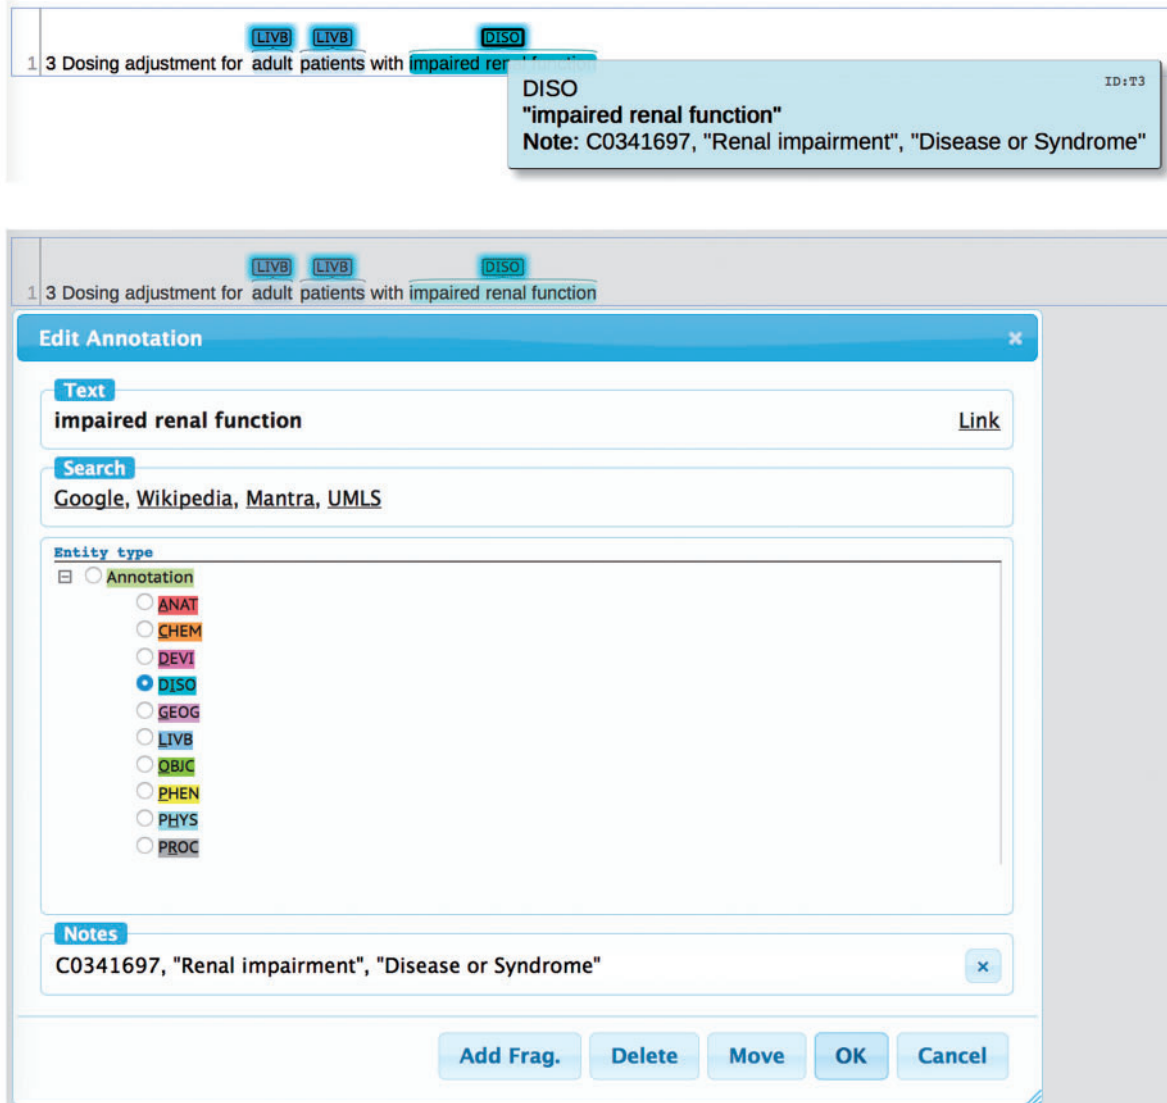 LIVB LIVB DISO
1 3 Dosing adjustment for adult patients with impaired renal function
DISO ID:T3
"impaired renal function"
Note: C0341697, "Renal impairment", "Disease or Syndrome"
LIVB LIVB DISO
1 3 Dosing adjustment for adult patients with impaired renal function
Edit Annotation ×
Text
impaired renal function Link
Search
Google, Wikipedia, Mantra, UMLS
Entity type
Annotation
ANAT
CHEM
DEVI
DISO
GEOG
LIVB
OBJC
PHEN
PHYS
PROC
Notes
C0341697, "Renal impairment", "Disease or Syndrome" ×
Add Frag. Delete Move OK Cancel